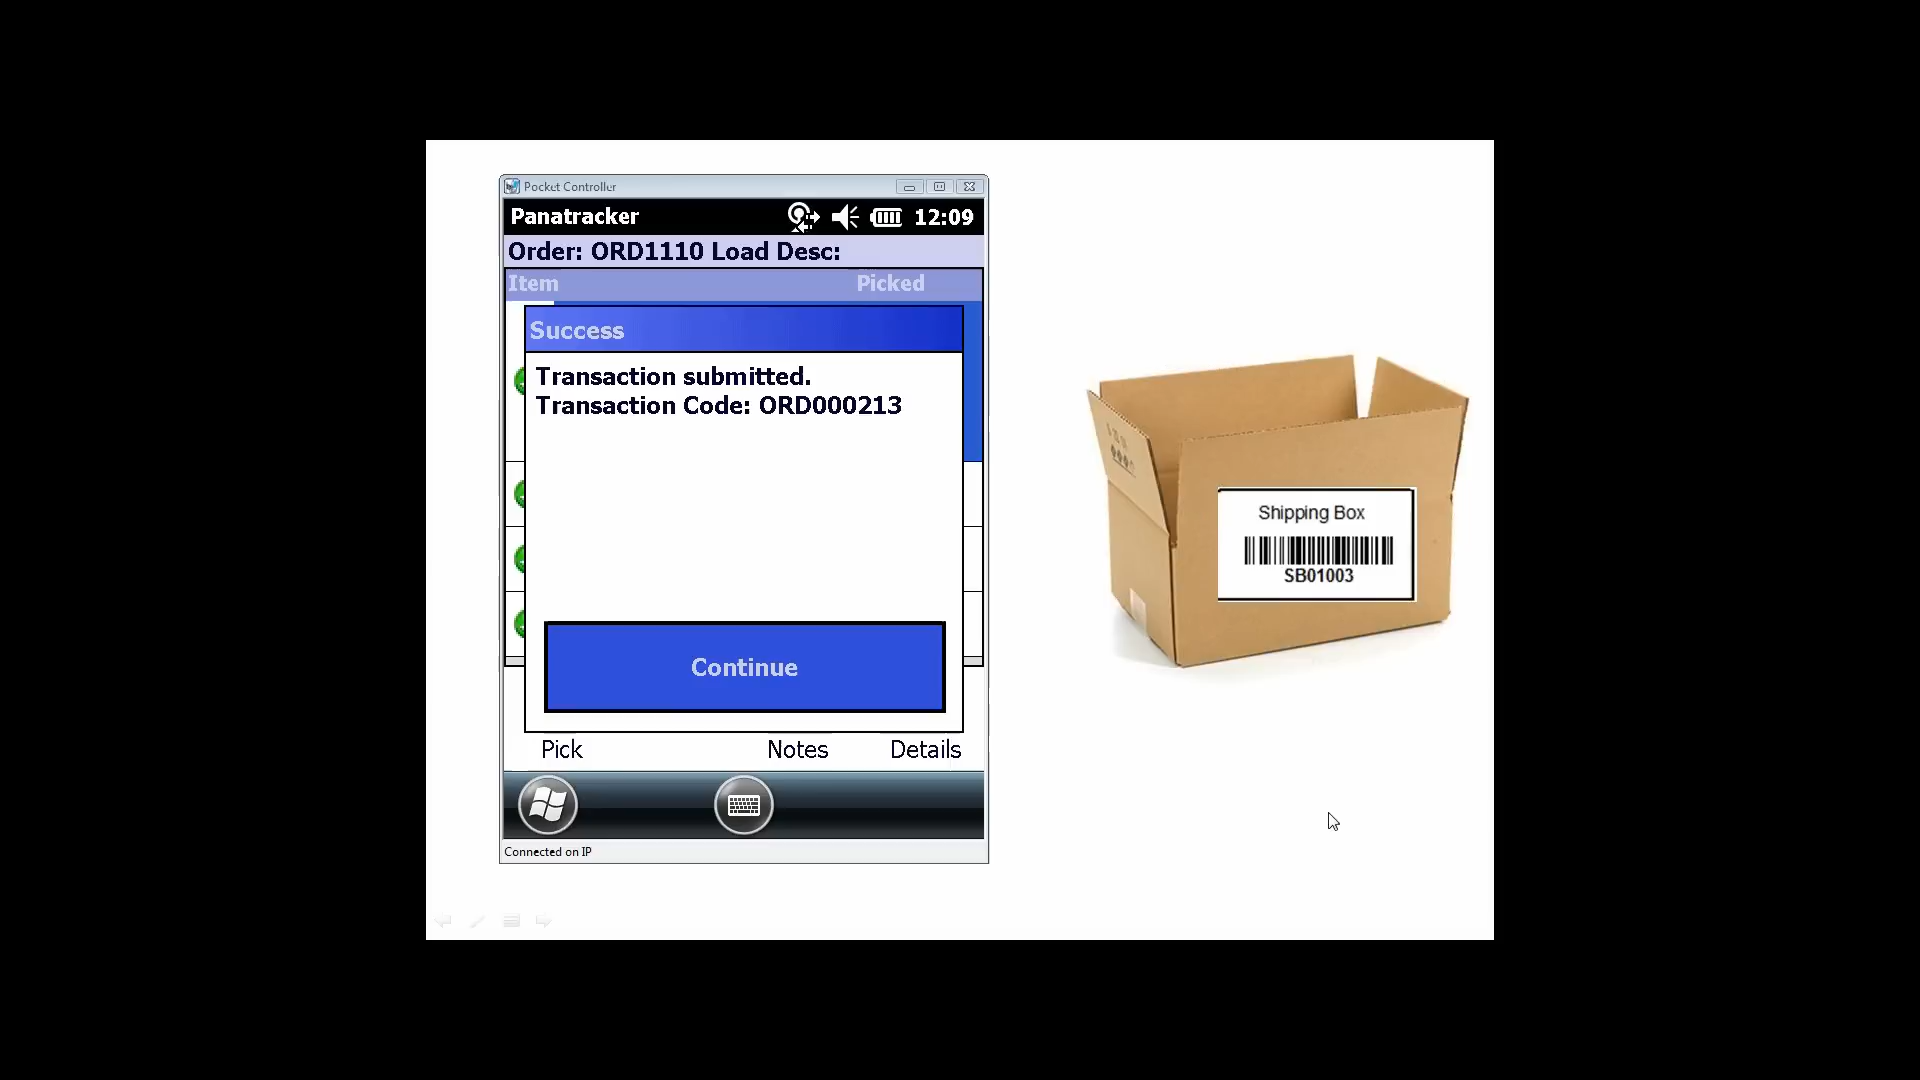 Pocket Controller
Panatracker 12:09
Order: ORD1110 Load Desc:
Item Picked
Success
Transaction submitted.
Transaction Code: ORD000213
Continue
Pick Notes Details
Connected on IP
Shipping Box
SB01003